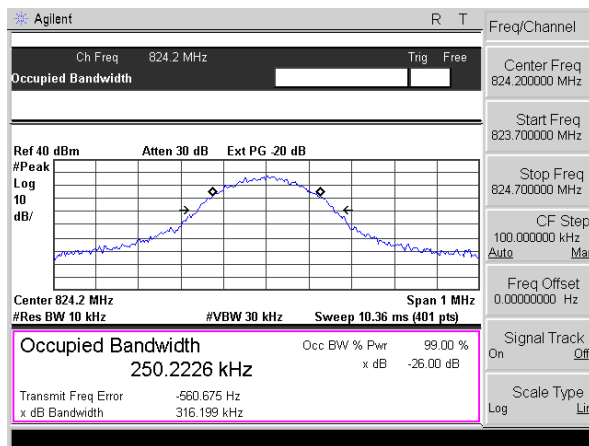 Agilent R T
Ch Freq 824.2 MHz Trig Free
Occupied Bandwidth
Ref 40 dBm Atten 30 dB Ext PG -20 dB
#Peak
Log
10
dB/
Center 824.2 MHz Span 1 MHz
#Res BW 10 kHz #VBW 30 kHz Sweep 10.36 ms (401 pts)
Occupied Bandwidth Occ BW % Pwr 99.00 %
250.2226 kHz x dB -26.00 dB
Transmit Freq Error -560.675 Hz
x dB Bandwidth 316.199 kHz
Freq/Channel
Center Freq
824.200000 MHz
Start Freq
823.700000 MHz
Stop Freq
824.700000 MHz
CF Step
100.000000 kHz
Auto Ma
Freq Offset
0.00000000 Hz
Signal Track
On Off
Scale Type
Log Lin